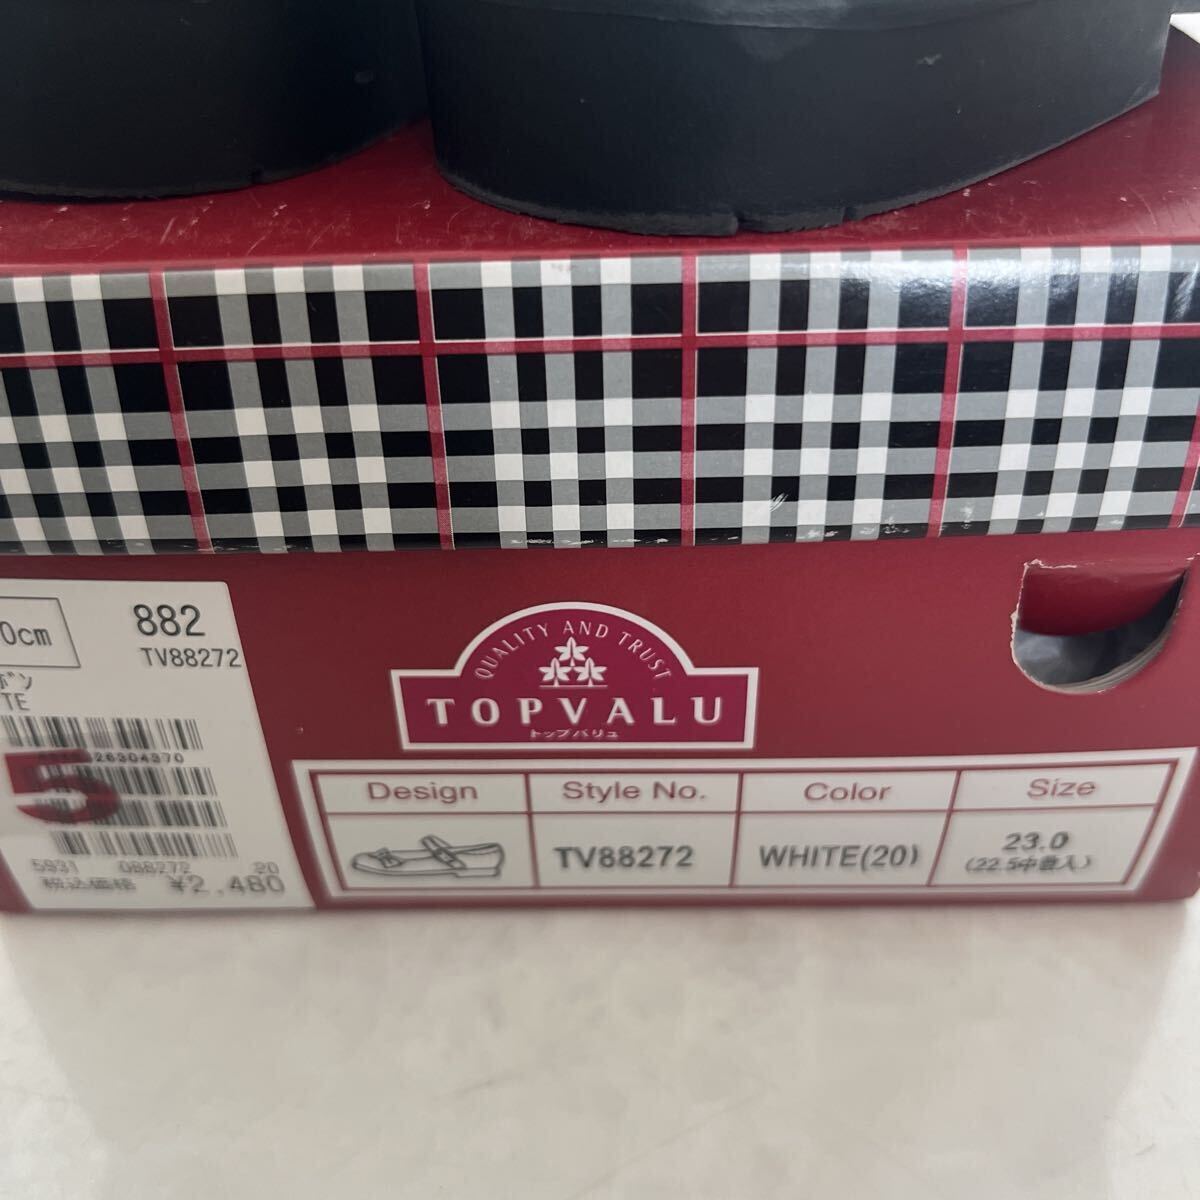 0cm
882
TV88272
ボン
TE
26304370
5
5931 088272 20
税込価格 ¥2,480
QUALITY AND TRUST
TOPVALU
トップバリュ
Design Style No. Color Size
TV88272 WHITE(20) 23.0
(22.5中敷入)